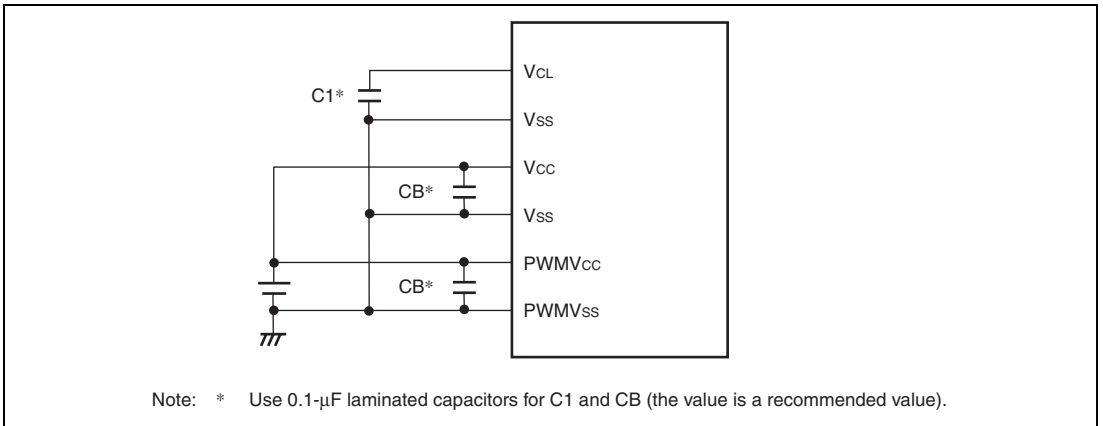 VCL
C1*
VSS
VCC
CB*
VSS
PWMVCC
CB*
PWMVSS
Note: * Use 0.1-μF laminated capacitors for C1 and CB (the value is a recommended value).